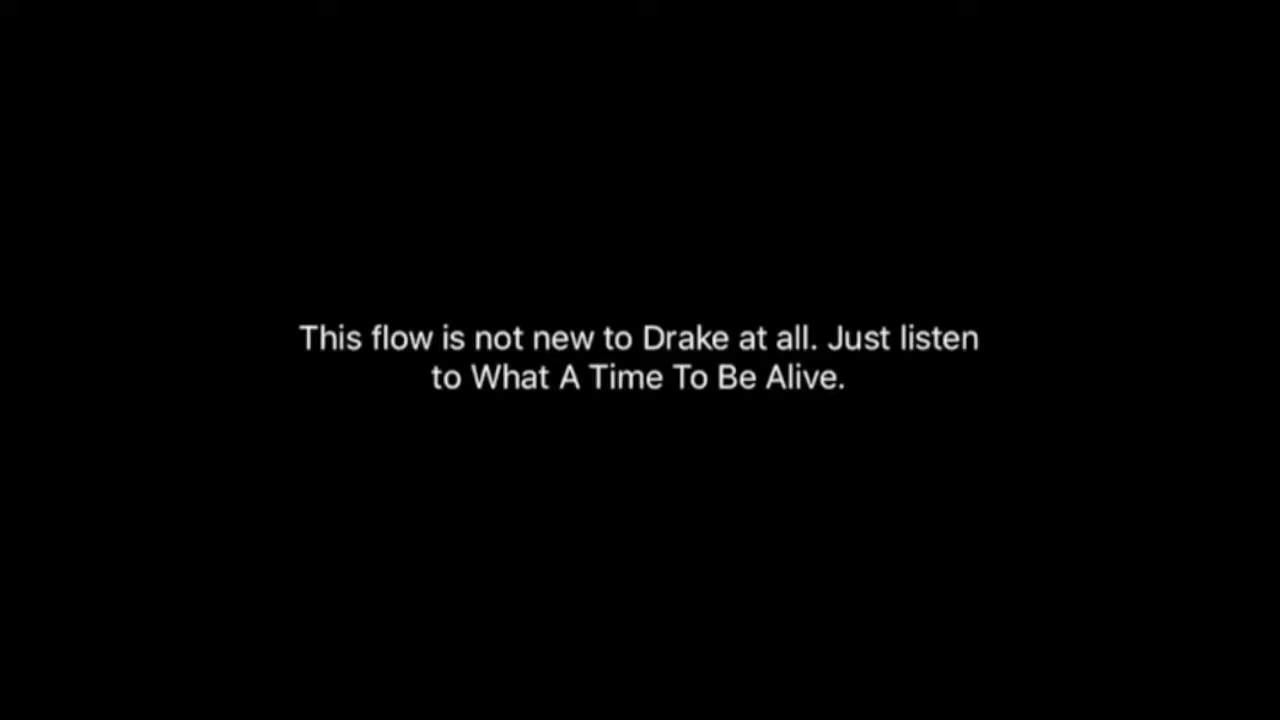 This flow is not new to Drake at all. Just listen
to What A Time To Be Alive.